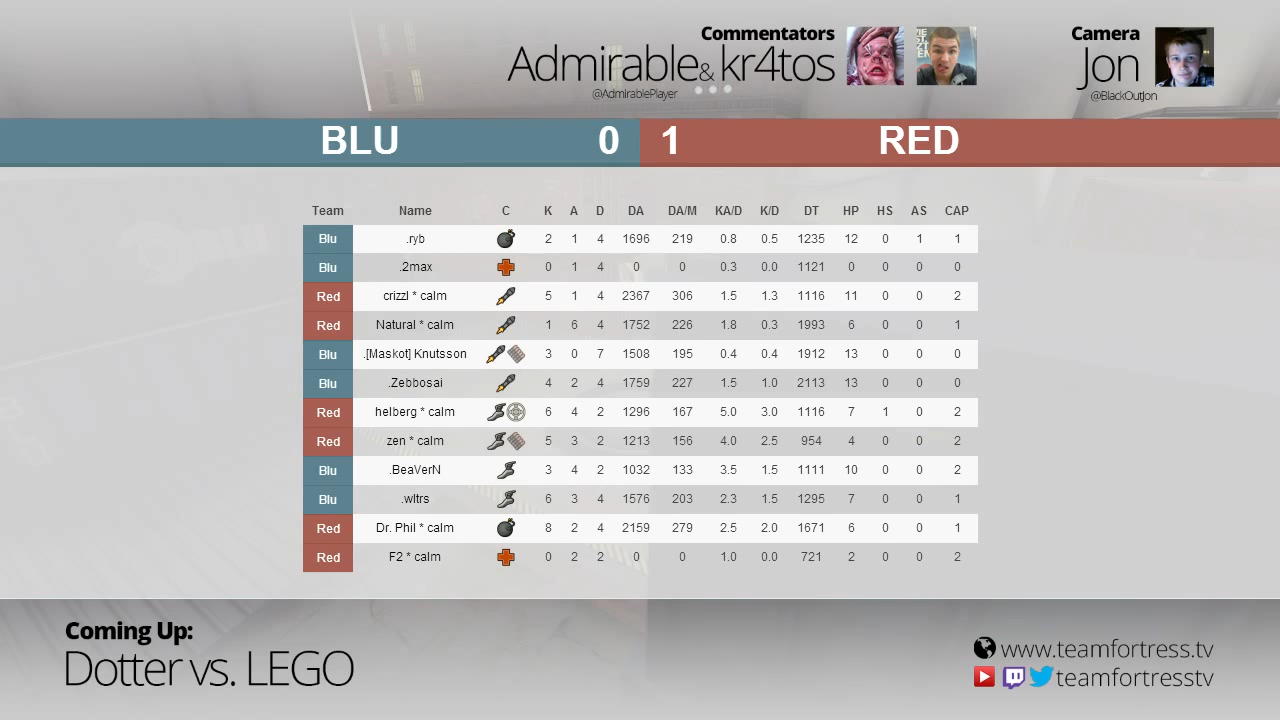 Commentators
Admirable & kr4tos
@AdmirablePlayer
Camera
Jon
@BlackOutJon
BLU 0 1 RED
Team Name C K A D DA DA/M KA/D K/D DT HP HS AS CAP
Blu .ryb 2 1 4 1696 219 0.8 0.5 1235 12 0 1 1
Blu .2max 0 1 4 0 0 0.3 0.0 1121 0 0 0 0
Red crizzl * calm 5 1 4 2367 306 1.5 1.3 1116 11 0 0 2
Red Natural * calm 1 6 4 1752 226 1.8 0.3 1993 6 0 0 1
Blu .[Maskot] Knutsson 3 0 7 1508 195 0.4 0.4 1912 13 0 0 0
Blu .Zebbosai 4 2 4 1759 227 1.5 1.0 2113 13 0 0 0
Red helberg * calm 6 4 2 1296 167 5.0 3.0 1116 7 1 0 2
Red zen * calm 5 3 2 1213 156 4.0 2.5 954 4 0 0 2
Blu .BeaVerN 3 4 2 1032 133 3.5 1.5 1111 10 0 0 2
Blu .wltrs 6 3 4 1576 203 2.3 1.5 1295 7 0 0 1
Red Dr. Phil * calm 8 2 4 2159 279 2.5 2.0 1671 6 0 0 1
Red F2 * calm 0 2 2 0 0 1.0 0.0 721 2 0 0 2
Coming Up:
Dotter vs. LEGO
www.teamfortress.tv
teamfortresstv